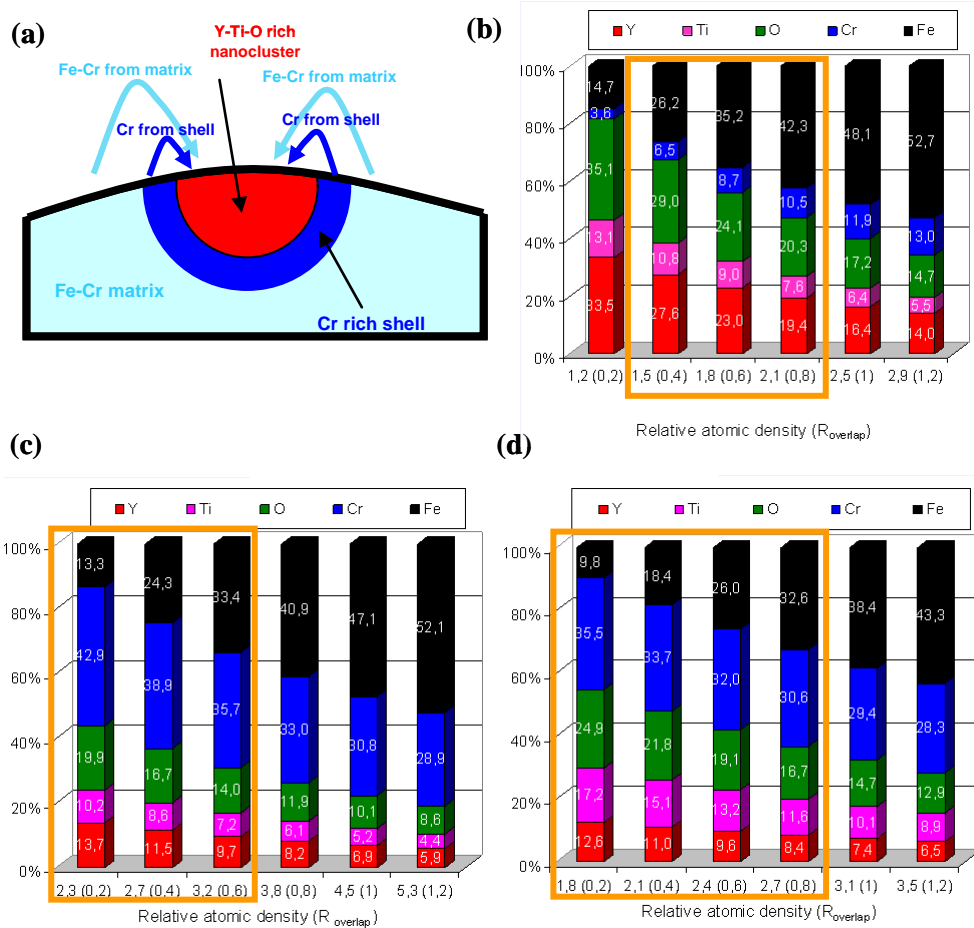 (a)
Y-Ti-O rich
nanocluster
Fe-Cr from matrix
Fe-Cr from matrix
Cr from shell
Cr from shell
Fe-Cr matrix
Cr rich shell
(b)
Y Ti O Cr Fe
100%
80%
60%
40%
20%
0%
14,7 26,2 35,2 42,3 48,1 52,7
3,6 6,5 8,7 10,5 11,9 13,0
35,1 29,0 24,1 20,3 17,2 14,7
13,1 10,8 9,0 7,6 6,4 5,5
33,5 27,6 23,0 19,4 16,4 14,0
1,2 (0,2) 1,5 (0,4) 1,8 (0,6) 2,1 (0,8) 2,5 (1) 2,9 (1,2)
Relative atomic density (Roverlap)
(c)
Y Ti O Cr Fe
100%
80%
60%
40%
20%
0%
13,3 24,3 33,4 40,9 47,1 52,1
42,9 38,9 35,7 33,0 30,8 28,9
19,9 16,7 14,0 11,9 10,1 8,6
10,2 8,6 7,2 6,1 5,2 4,4
13,7 11,5 9,7 8,2 6,9 5,9
2,3 (0,2) 2,7 (0,4) 3,2 (0,6) 3,8 (0,8) 4,5 (1) 5,3 (1,2)
Relative atomic density (Roverlap)
(d)
Y Ti O Cr Fe
100%
80%
60%
40%
20%
0%
9,8 18,4 26,0 32,6 38,4 43,3
35,5 33,7 32,0 30,6 29,4 28,3
24,9 21,8 19,1 16,7 14,7 12,9
17,2 15,1 13,2 11,6 10,1 8,9
12,6 11,0 9,6 8,4 7,4 6,5
1,8 (0,2) 2,1 (0,4) 2,4 (0,6) 2,7 (0,8) 3,1 (1) 3,5 (1,2)
Relative atomic density (Roverlap)